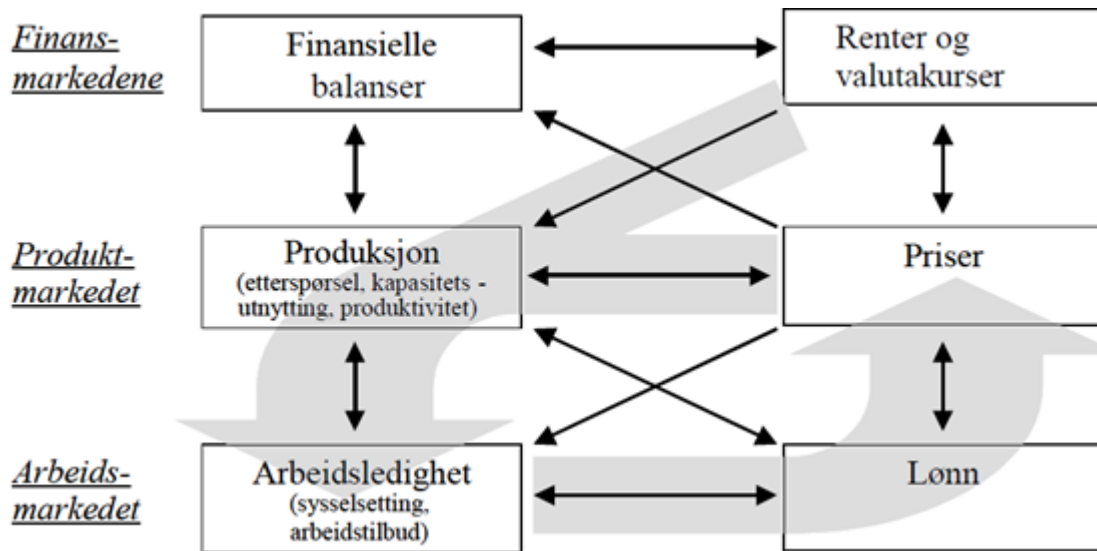 Finans-
markedene
Finansielle
balanser
Renter og
valutakurser
Produkt-
markedet
Produksjon
(etterspørsel, kapasitets -
utnytting, produktivitet)
Priser
Arbeids-
markedet
Arbeidsledighet
(sysselsetting,
arbeidstilbud)
Lønn